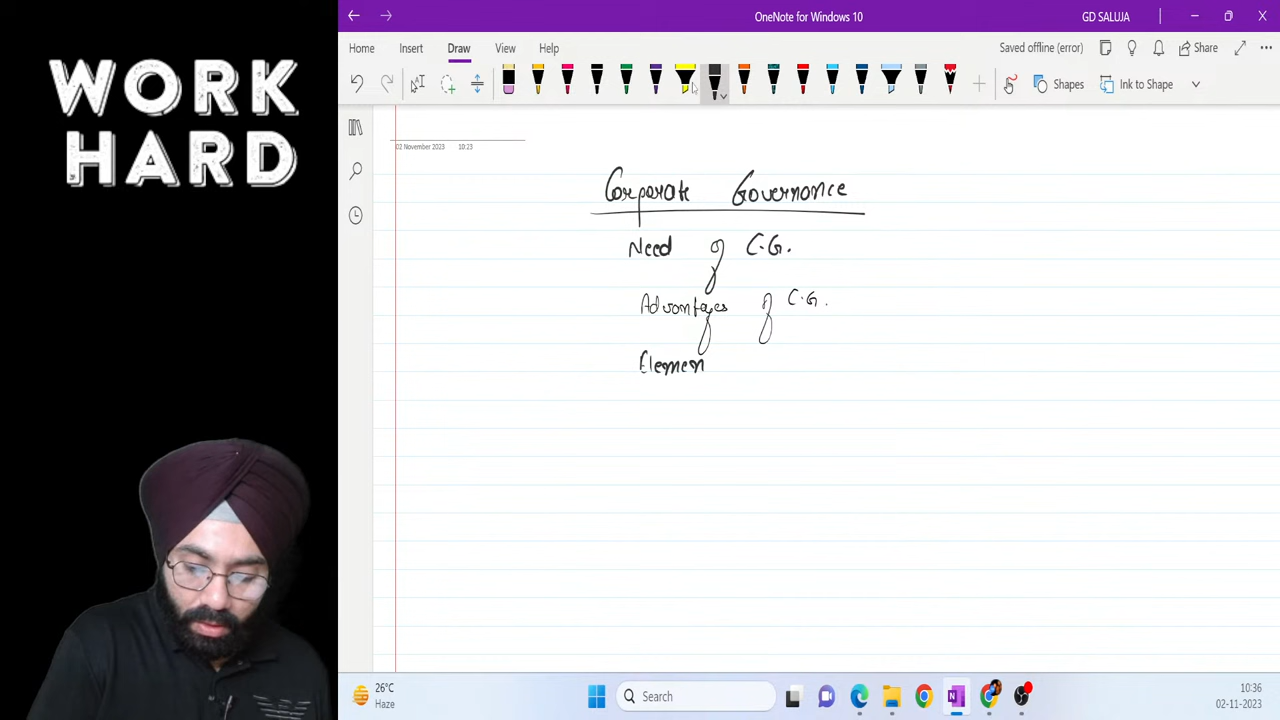 WORK
HARD
OneNote for Windows 10
GD SALUJA
Home
Insert
Draw
View
Help
Saved offline (error)
Share
Shapes
Ink to Shape
02 November 2023
10:23
Corporate Governance
Need of C.G.
Advantages of C.G.
Elemen
26°C
Haze
Search
10:36
02-11-2023